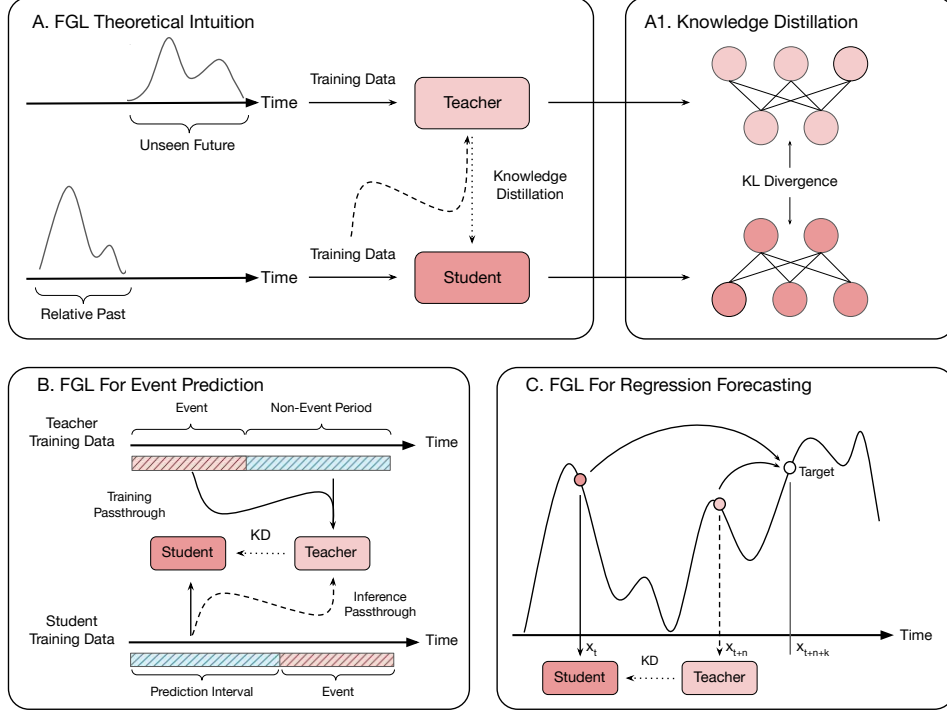 A. FGL Theoretical Intuition
Time
Unseen Future
Training Data
Teacher
Knowledge
Distillation
Time
Relative Past
Training Data
Student
A1. Knowledge Distillation
KL Divergence
B. FGL For Event Prediction
Event
Non-Event Period
Teacher
Training Data
Time
Training
Passthrough
Student
KD
Teacher
Inference
Passthrough
Student
Training Data
Time
Prediction Interval
Event
C. FGL For Regression Forecasting
Target
Time
x_t
x_{t+n}
x_{t+n+k}
Student
KD
Teacher